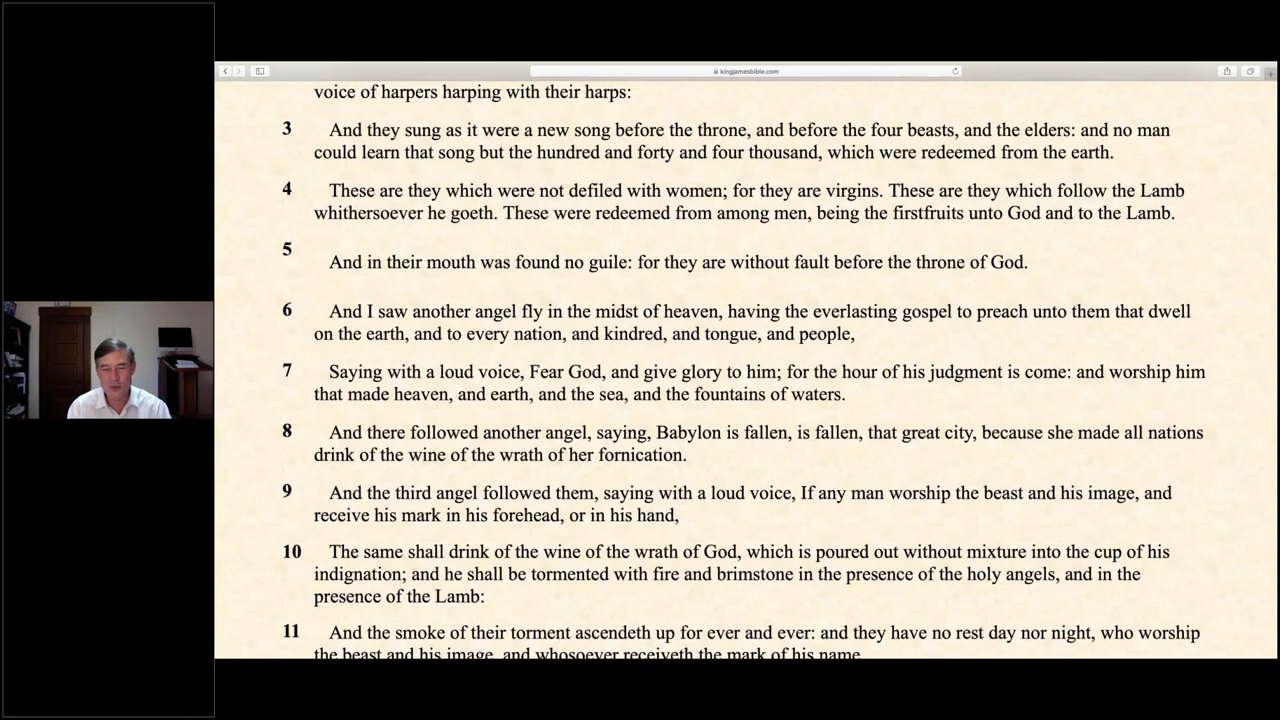 kingjamesbible.com
voice of harpers harping with their harps:
3 And they sung as it were a new song before the throne, and before the four beasts, and the elders: and no man
could learn that song but the hundred and forty and four thousand, which were redeemed from the earth.
4 These are they which were not defiled with women; for they are virgins. These are they which follow the Lamb
whithersoever he goeth. These were redeemed from among men, being the firstfruits unto God and to the Lamb.
5 And in their mouth was found no guile: for they are without fault before the throne of God.
6 And I saw another angel fly in the midst of heaven, having the everlasting gospel to preach unto them that dwell
on the earth, and to every nation, and kindred, and tongue, and people,
7 Saying with a loud voice, Fear God, and give glory to him; for the hour of his judgment is come: and worship him
that made heaven, and earth, and the sea, and the fountains of waters.
8 And there followed another angel, saying, Babylon is fallen, is fallen, that great city, because she made all nations
drink of the wine of the wrath of her fornication.
9 And the third angel followed them, saying with a loud voice, If any man worship the beast and his image, and
receive his mark in his forehead, or in his hand,
10 The same shall drink of the wine of the wrath of God, which is poured out without mixture into the cup of his
indignation; and he shall be tormented with fire and brimstone in the presence of the holy angels, and in the
presence of the Lamb:
11 And the smoke of their torment ascendeth up for ever and ever: and they have no rest day nor night, who worship
the beast and his image, and whosoever receiveth the mark of his name.